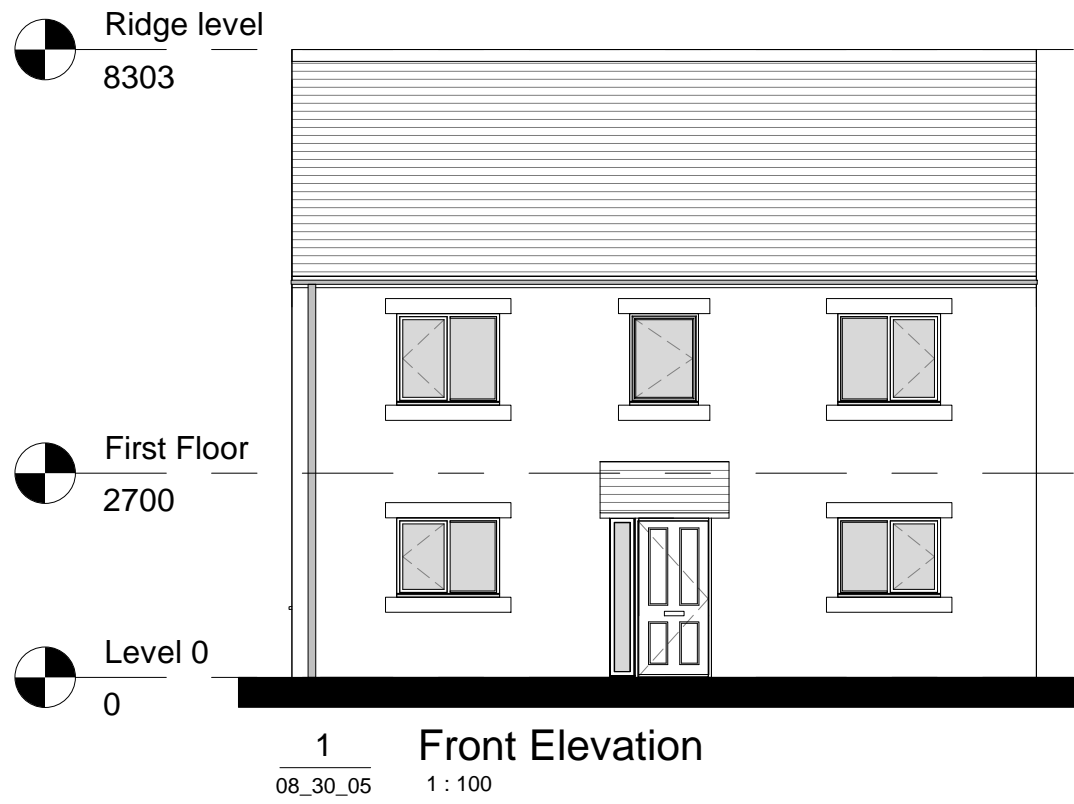 Ridge level
8303
First Floor
2700
Level 0
0
1
08_30_05
Front Elevation
1 : 100